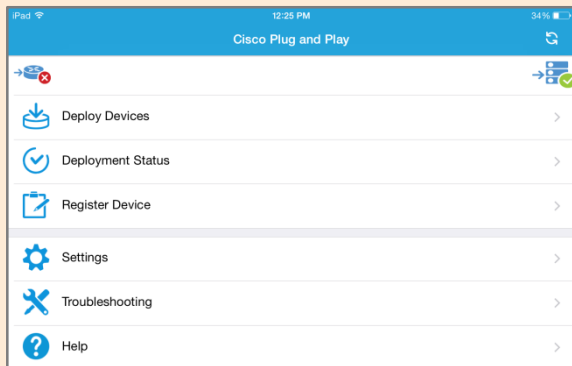 iPad 12:25 PM 34%
Cisco Plug and Play
Deploy Devices
Deployment Status
Register Device
Settings
Troubleshooting
Help